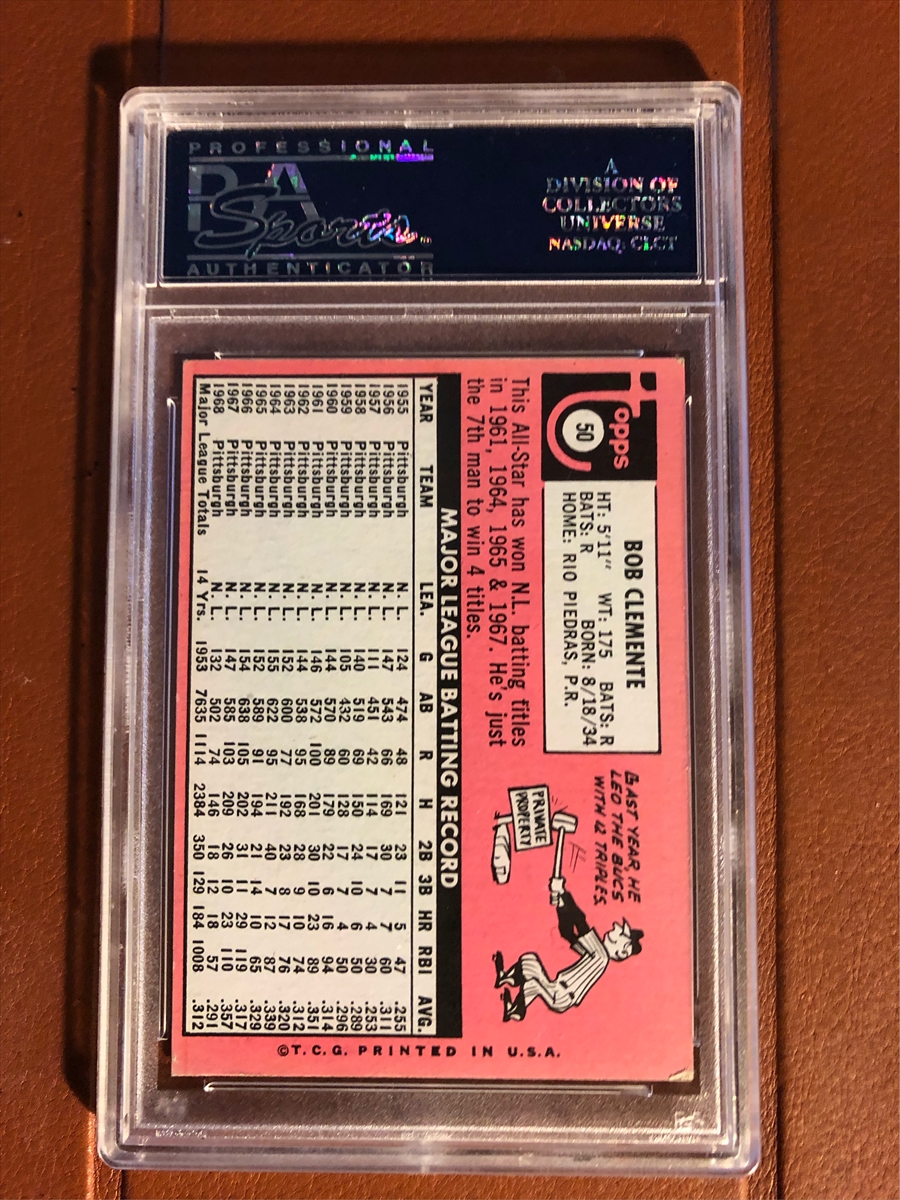 PROFESSIONAL
PSA
Sports
AUTHENTICATOR
A
DIVISION OF
COLLECTORS
UNIVERSE
NASDAQ: CLCT
Topps
50
BOB CLEMENTE
HT: 5'11" WT: 175 BATS: R
BATS: R BORN: 8/18/34
HOME: RIO PIEDRAS, P.R.
This All-Star has won N.L. batting titles
in 1961, 1964, 1965 & 1967. He's just
the 7th man to win 4 titles.
LAST YEAR HE
LED THE BUCS
WITH 12 TRIPLES.
PRIVATE
PROPERTY
MAJOR LEAGUE BATTING RECORD
YEAR TEAM LEA. G AB R H 2B 3B HR RBI AVG.
1955 Pittsburgh N. L. 124 474 48 121 23 11 5 47 .255
1956 Pittsburgh N. L. 147 543 66 169 30 7 7 60 .311
1957 Pittsburgh N. L. 111 451 42 114 17 7 4 30 .253
1958 Pittsburgh N. L. 140 519 69 150 24 10 6 50 .289
1959 Pittsburgh N. L. 105 432 60 128 17 7 4 50 .296
1960 Pittsburgh N. L. 144 570 89 179 22 6 16 94 .314
1961 Pittsburgh N. L. 146 572 100 201 30 10 23 89 .351
1962 Pittsburgh N. L. 144 538 95 168 28 9 10 74 .312
1963 Pittsburgh N. L. 152 600 77 192 23 8 17 76 .320
1964 Pittsburgh N. L. 155 622 95 211 40 7 12 87 .339
1965 Pittsburgh N. L. 152 589 91 194 21 14 10 65 .329
1966 Pittsburgh N. L. 154 638 105 202 31 11 29 119 .317
1967 Pittsburgh N. L. 147 585 103 209 26 10 23 110 .357
1968 Pittsburgh N. L. 132 502 74 146 18 12 18 57 .291
Major League Totals 14 Yrs. 1953 7635 1114 2384 350 129 184 1008 .312
©T.C.G. PRINTED IN U.S.A.